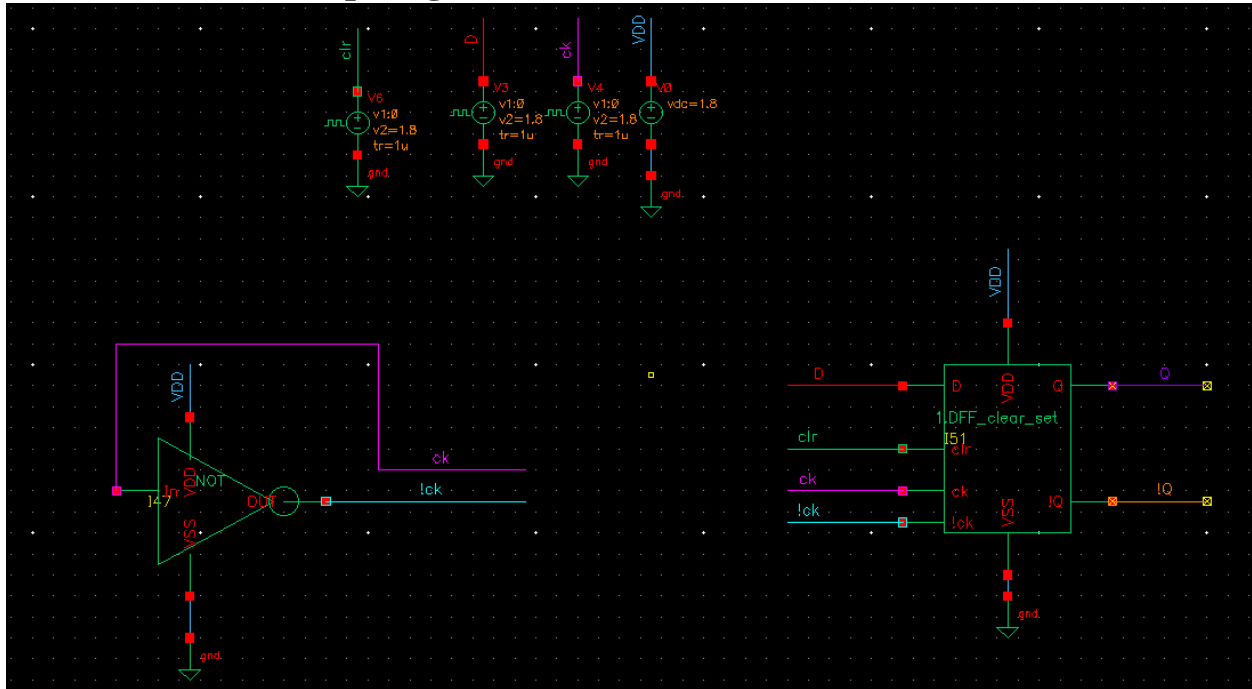 clr
V6
v1:0
v2=1.8
tr=1u
gnd
D
V3
v1:0
v2=1.8
tr=1u
gnd
ck
V4
v1:0
v2=1.8
tr=1u
gnd
VDD
V0
vdc=1.8
gnd
VDD
ck
In
VDD
NOT
I47
OUT
!ck
VSS
gnd
VDD
D
D
VDD
Q
Q
1.DFF_clear_set
I51
clr
clr
ck
ck
!ck
!ck
VSS
!Q
!Q
gnd